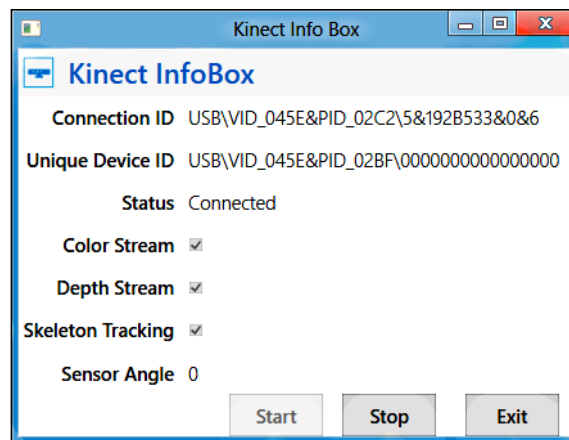 Kinect Info Box
Kinect InfoBox
Connection ID USB\VID_045E&PID_02C2\5&192B533&0&6
Unique Device ID USB\VID_045E&PID_02BF\0000000000000000
Status Connected
Color Stream
Depth Stream
Skeleton Tracking
Sensor Angle 0
Start Stop Exit